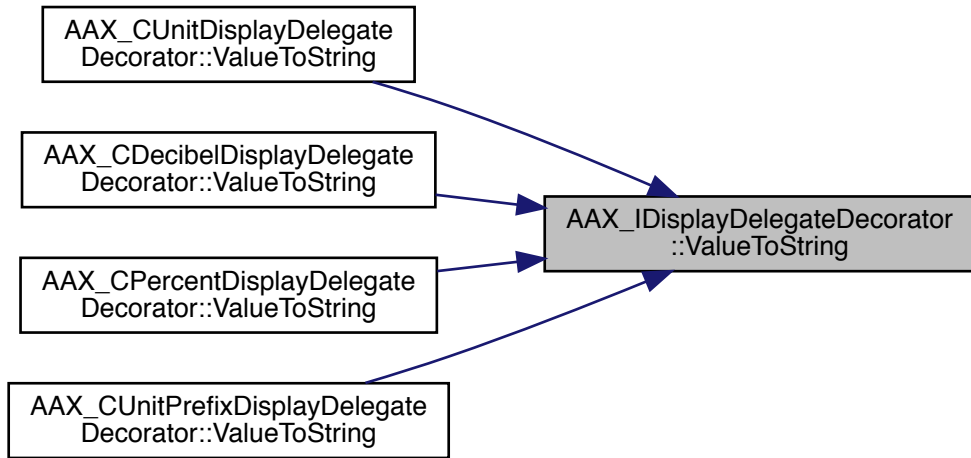 AAX_CUnitDisplayDelegate
Decorator::ValueToString
AAX_CDecibelDisplayDelegate
Decorator::ValueToString
AAX_IDisplayDelegateDecorator
::ValueToString
AAX_CPercentDisplayDelegate
Decorator::ValueToString
AAX_CUnitPrefixDisplayDelegate
Decorator::ValueToString